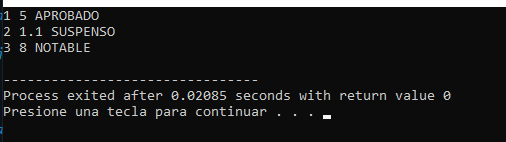 1 5 APROBADO
2 1.1 SUSPENSO
3 8 NOTABLE
--------------------------------
Process exited after 0.02085 seconds with return value 0
Presione una tecla para continuar . . .